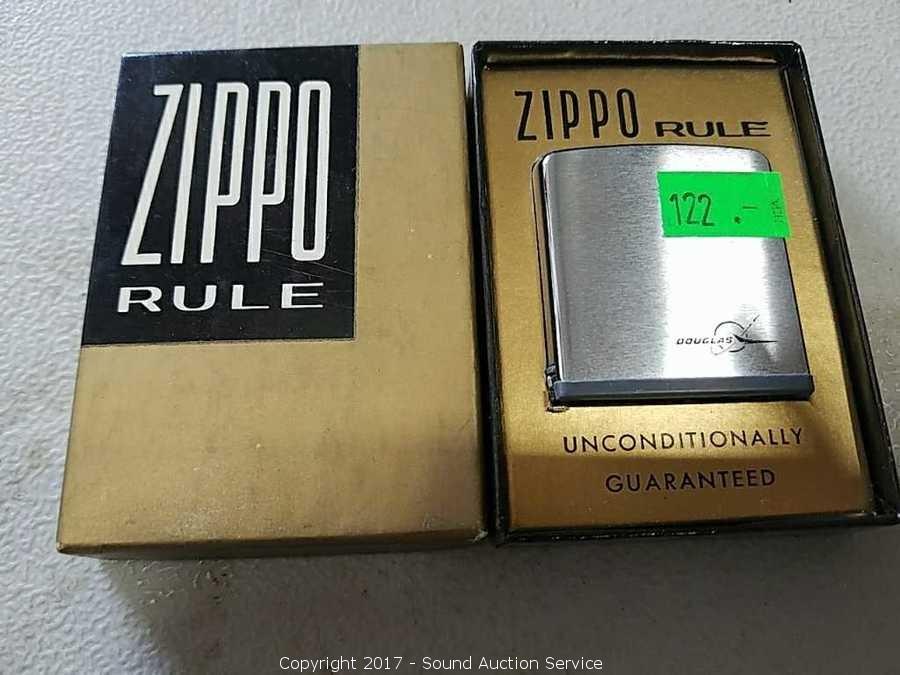 ZIPPO
RULE
ZIPPO RULE
122 .-
DOUGLAS
UNCONDITIONALLY
GUARANTEED
Copyright 2017 - Sound Auction Service